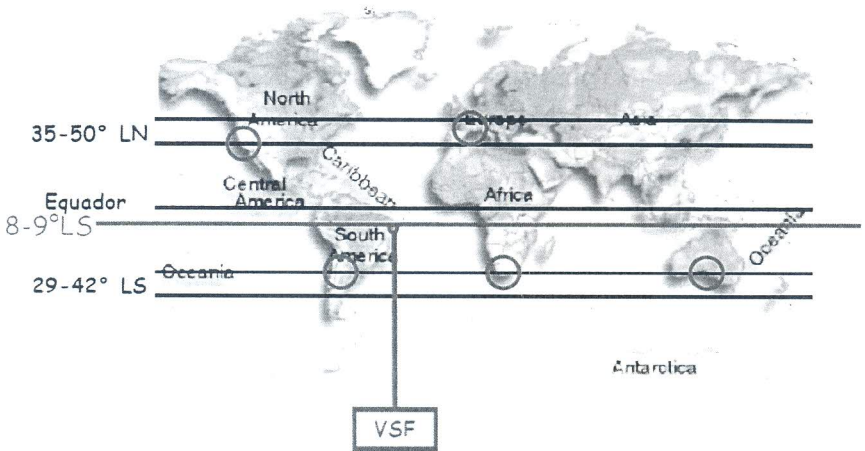 North
America
Europe
Asia
35-50° LN
Caribbean
Central
America
Africa
Equador
8-9°LS
South
America
Oceania
Oceania
29-42° LS
Antarctica
VSF